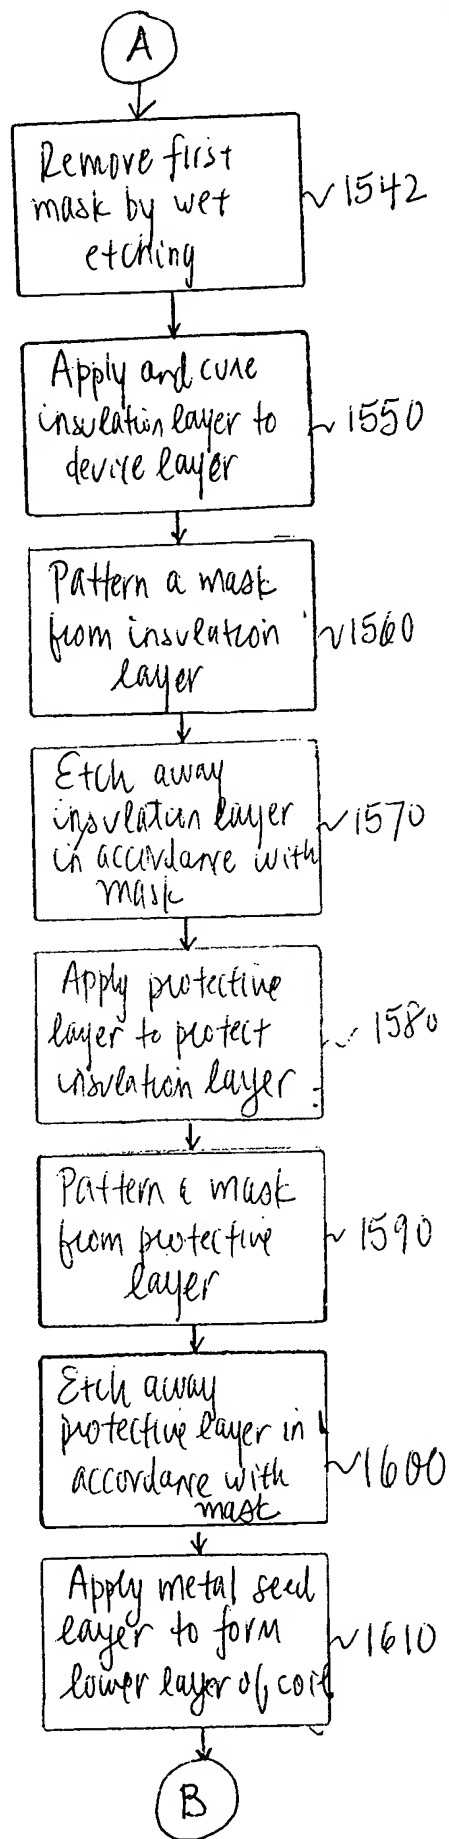 A
Remove first
mask by wet
etching
1542
Apply and cure
insulation layer to
device layer
1550
Pattern a mask
from insulation
layer
1560
Etch away
insulation layer
in accordance with
mask
1570
Apply protective
layer to protect
insulation layer
1580
Pattern a mask
from protective
layer
1590
Etch away
protective layer in
accordance with
mask
1600
Apply metal seed
layer to form
lower layer of coil
1610
B